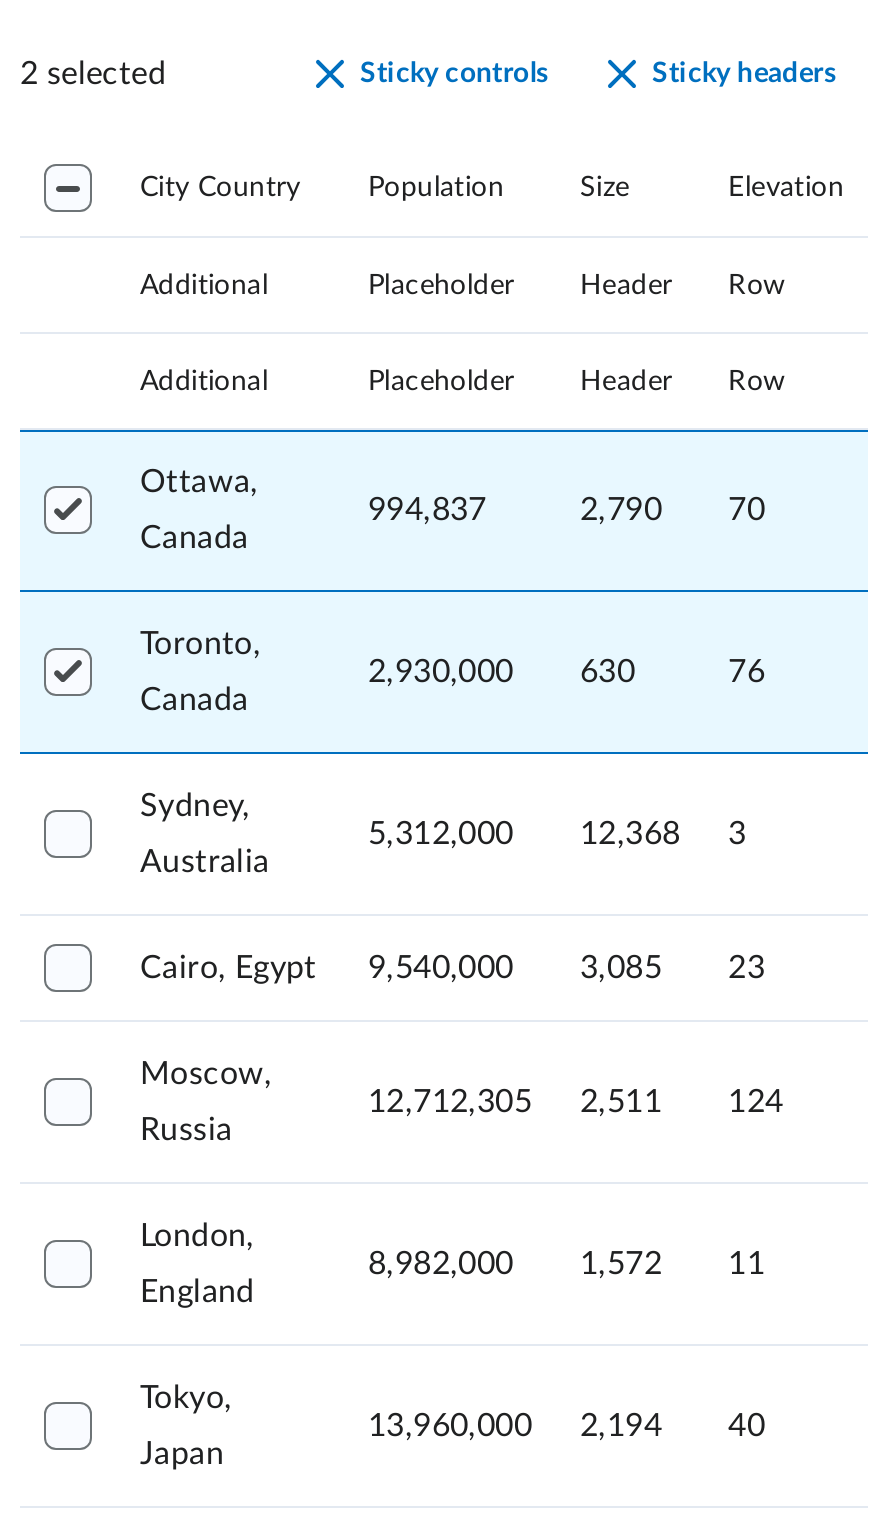 2 selected Sticky controls Sticky headers
City Country Population Size Elevation
Additional Placeholder Header Row
Additional Placeholder Header Row
Ottawa,
Canada 994,837 2,790 70
Toronto,
Canada 2,930,000 630 76
Sydney,
Australia 5,312,000 12,368 3
Cairo, Egypt 9,540,000 3,085 23
Moscow,
Russia 12,712,305 2,511 124
London,
England 8,982,000 1,572 11
Tokyo,
Japan 13,960,000 2,194 40